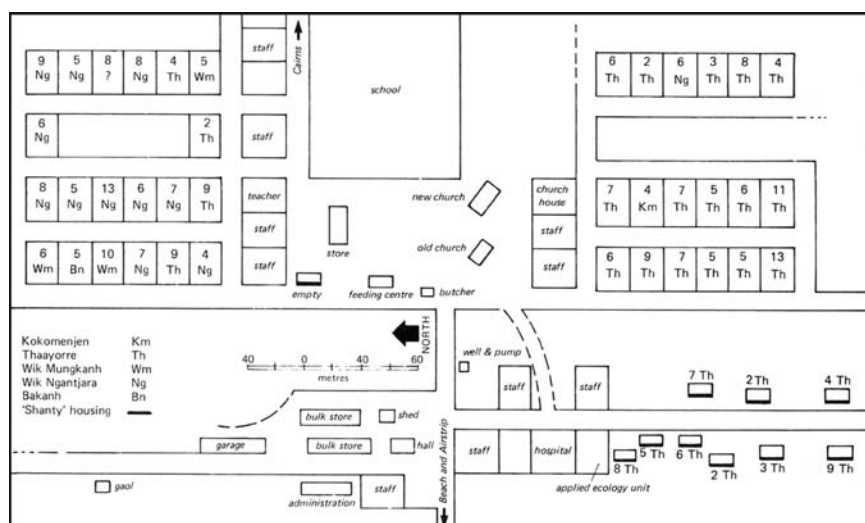 9 5 8 8 4 5
Ng Ng ? Ng Th Wm
staff
Cairns
school
6 2 6 3 8 4
Th Th Ng Th Th Th
6 2
Ng Th
staff
8 5 13 6 7 9
Ng Ng Ng Ng Ng Th
teacher
new church
church house
7 4 7 5 6 11
Th Km Th Th Th Th
staff
store
old church
staff
6 5 10 7 9 4
Wm Bn Wm Ng Th Ng
staff
staff
6 9 7 5 5 13
Th Th Th Th Th Th
empty
feeding centre
butcher
Kokomenjen Km
Thaayorre Th
Wik Mungkanh Wm
Wik Ngantjara Ng
Bakanh Bn
'Shanty' housing
NORTH
40 20 0 20 40 60
metres
well & pump
staff
staff
7 Th
2 Th
4 Th
bulk store
shed
garage
bulk store
hall
Beach and Airstrip
staff
hospital
applied ecology unit
8 Th
5 Th
6 Th
2 Th
3 Th
9 Th
gaol
administration
staff